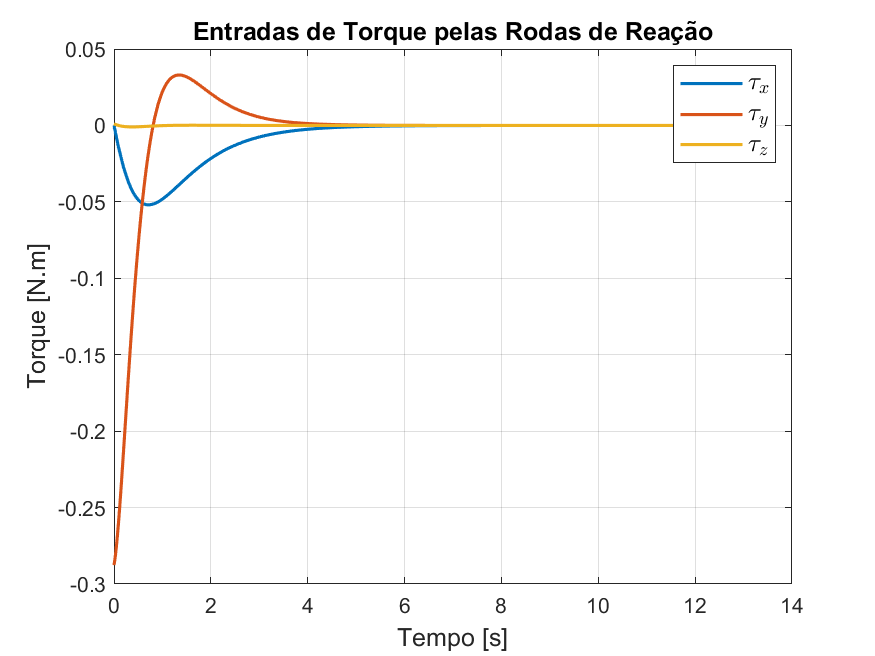 Entradas de Torque pelas Rodas de Reação
0.05
0
-0.05
-0.1
-0.15
-0.2
-0.25
-0.3
Torque [N.m]
τx
τy
τz
0 2 4 6 8 10 12 14
Tempo [s]